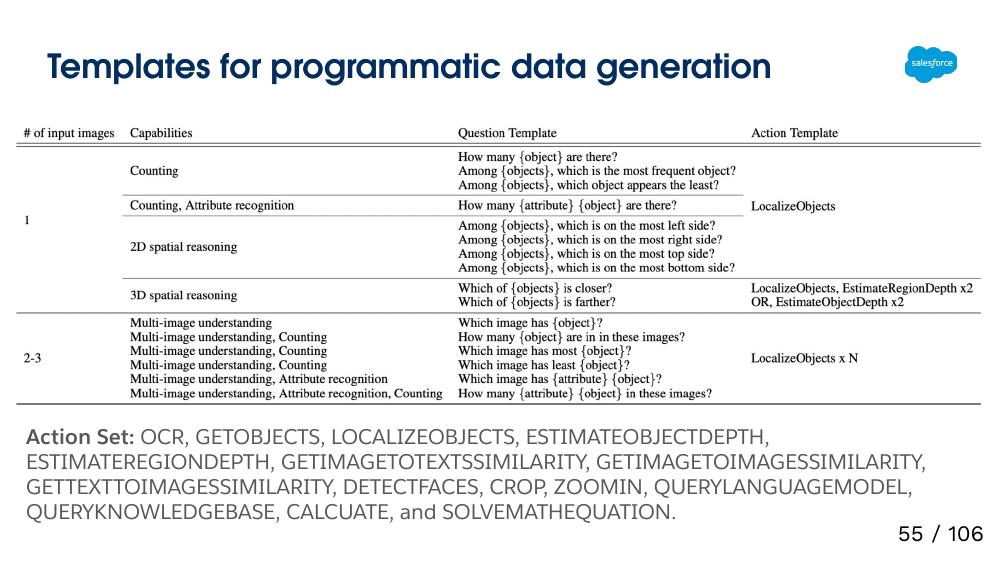 Templates for programmatic data generation
salesforce
# of input images Capabilities Question Template Action Template
1
Counting
How many {object} are there?
Among {objects}, which is the most frequent object?
Among {objects}, which object appears the least?
Counting, Attribute recognition How many {attribute} {object} are there?
LocalizeObjects
2D spatial reasoning
Among {objects}, which is on the most left side?
Among {objects}, which is on the most right side?
Among {objects}, which is on the most top side?
Among {objects}, which is on the most bottom side?
3D spatial reasoning
Which of {objects} is closer?
Which of {objects} is farther?
LocalizeObjects, EstimateRegionDepth x2
OR, EstimateObjectDepth x2
2-3
Multi-image understanding Which image has {object}?
Multi-image understanding, Counting How many {object} are in in these images?
Multi-image understanding, Counting Which image has most {object}?
Multi-image understanding, Counting Which image has least {object}?
Multi-image understanding, Attribute recognition Which image has {attribute} {object}?
Multi-image understanding, Attribute recognition, Counting How many {attribute} {object} in these images?
LocalizeObjects x N
Action Set: OCR, GETOBJECTS, LOCALIZEOBJECTS, ESTIMATEOBJECTDEPTH,
ESTIMATEREGIONDEPTH, GETIMAGETOTEXTSSIMILARITY, GETIMAGETOIMAGESSIMILARITY,
GETTEXTTOIMAGESSIMILARITY, DETECTFACES, CROP, ZOOMIN, QUERYLANGUAGEMODEL,
QUERYKNOWLEDGEBASE, CALCUATE, and SOLVEMATHEQUATION.
55 / 106